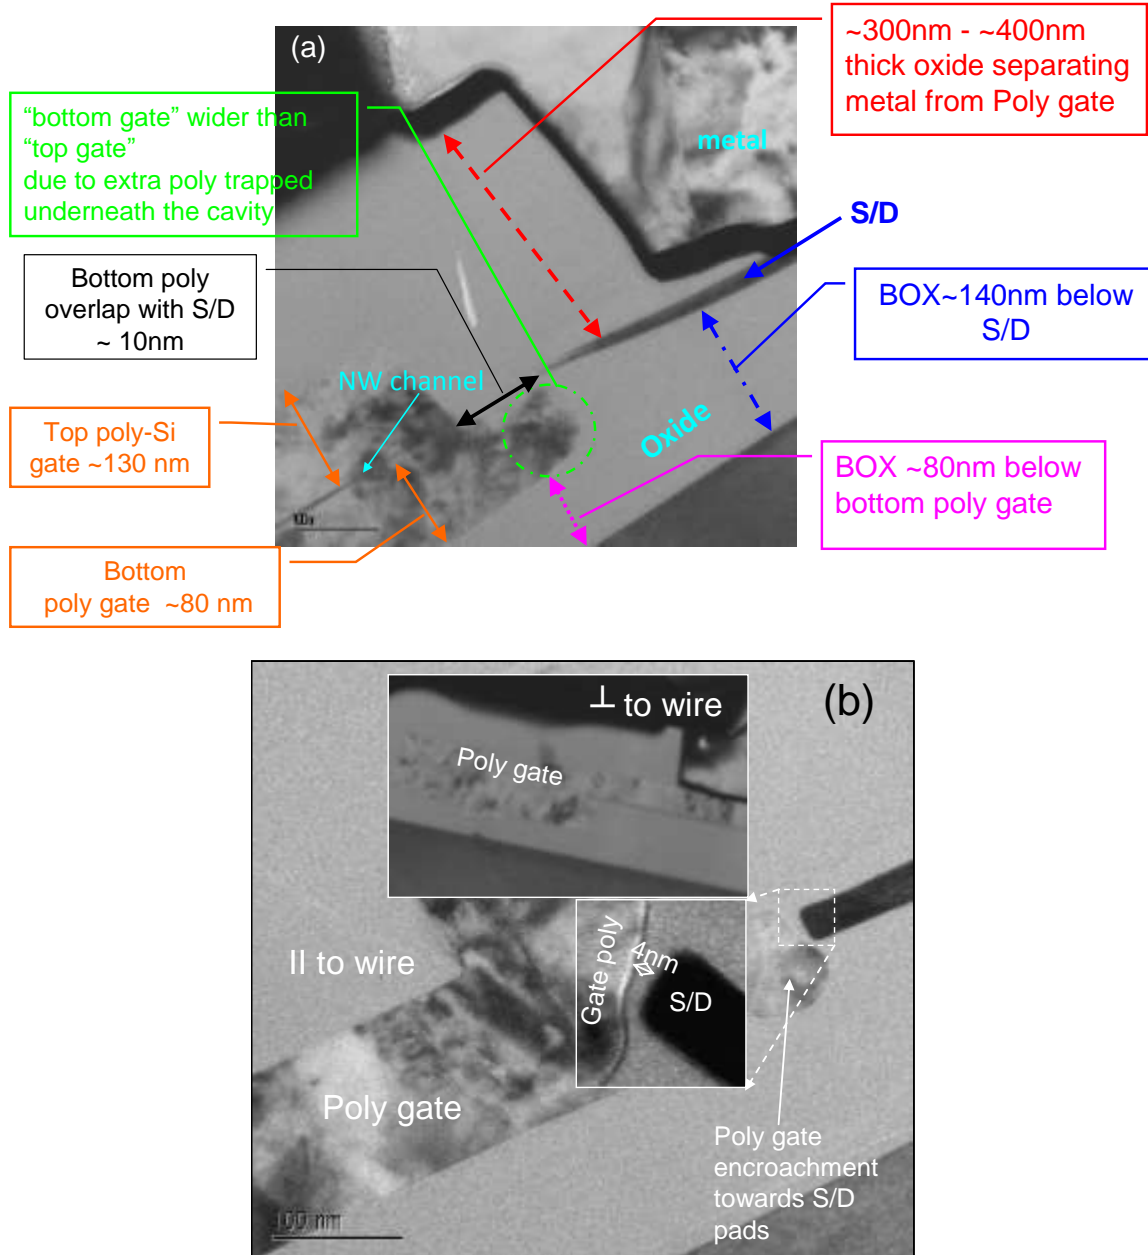 (a)
~300nm - ~400nm
thick oxide separating
metal from Poly gate
“bottom gate” wider than
“top gate”
due to extra poly trapped
underneath the cavity
metal
S/D
Bottom poly
overlap with S/D
~ 10nm
BOX~140nm below
S/D
NW channel
Oxide
Top poly-Si
gate ~130 nm
BOX ~80nm below
bottom poly gate
Bottom
poly gate ~80 nm
(b)
⊥ to wire
Poly gate
II to wire
Gate poly
4nm
S/D
Poly gate
Poly gate
encroachment
towards S/D
pads
100 nm